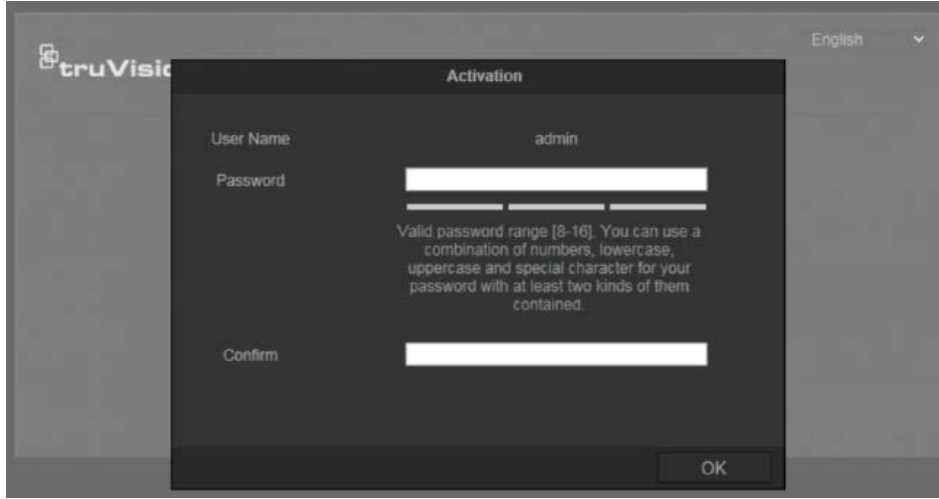 English
truVisio
Activation
User Name admin
Password
Valid password range [8-16]. You can use a
combination of numbers, lowercase,
uppercase and special character for your
password with at least two kinds of them
contained.
Confirm
OK